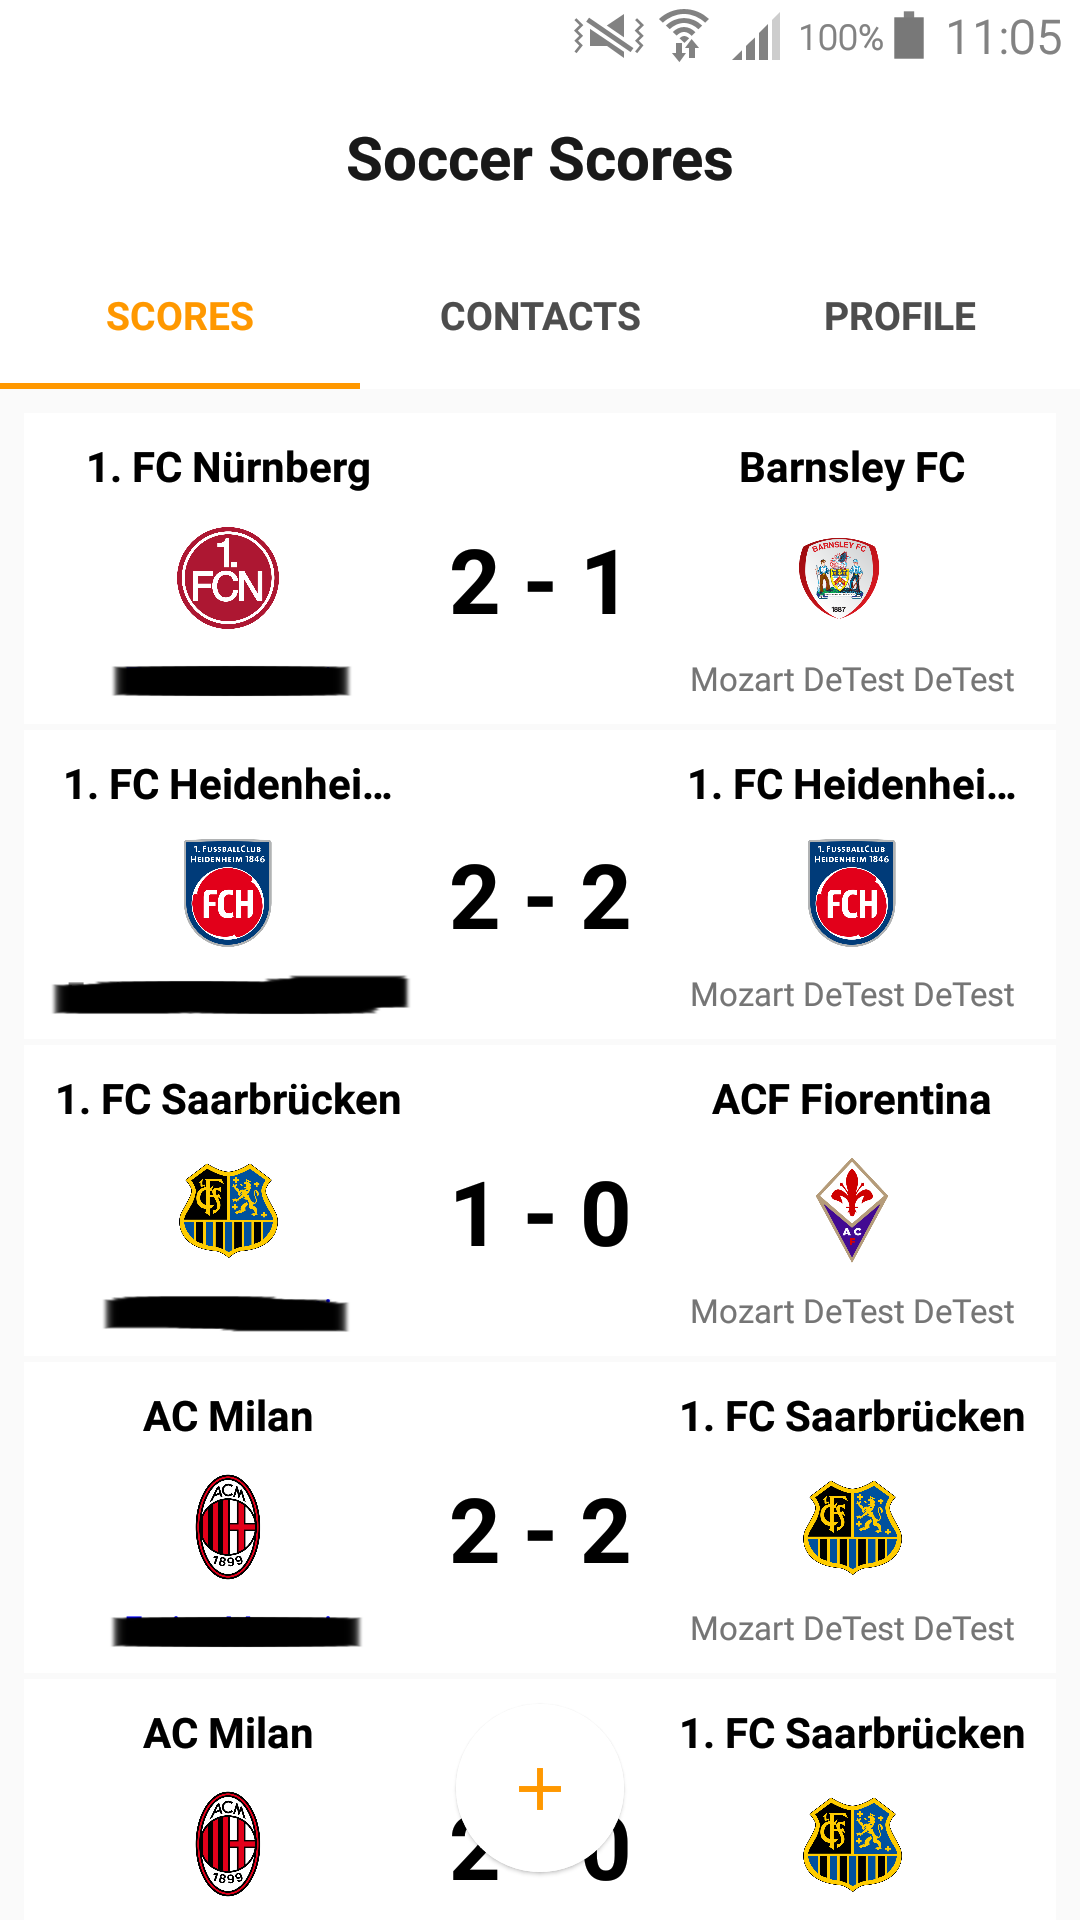 100% 11:05
Soccer Scores
SCORES CONTACTS PROFILE
1. FC Nürnberg Barnsley FC
1.
FCN
BARNSLEY FC
1887
2 - 1
Mozart DeTest DeTest
1. FC Heidenhei... 1. FC Heidenhei...
1. FUSSBALLCLUB
HEIDENHEIM 1846
FCH
2 - 2
1. FUSSBALLCLUB
HEIDENHEIM 1846
FCH
Mozart DeTest DeTest
1. FC Saarbrücken ACF Fiorentina
1 - 0
AC
F
Mozart DeTest DeTest
AC Milan 1. FC Saarbrücken
ACM
1899
2 - 2
Mozart DeTest DeTest
AC Milan 1. FC Saarbrücken
ACM
1899
2 0
+